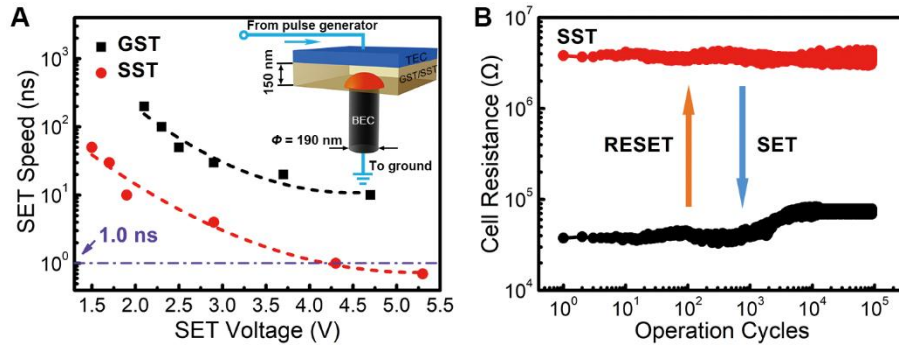 A
GST
SST
From pulse generator
TEC
GST/SST
150 nm
BEC
Φ = 190 nm
To ground
1.0 ns
SET Speed (ns)
10³
10²
10¹
10⁰
1.5 2.0 2.5 3.0 3.5 4.0 4.5 5.0 5.5
SET Voltage (V)
B
SST
RESET
SET
Cell Resistance (Ω)
10⁷
10⁶
10⁵
10⁴
10⁰ 10¹ 10² 10³ 10⁴ 10⁵
Operation Cycles